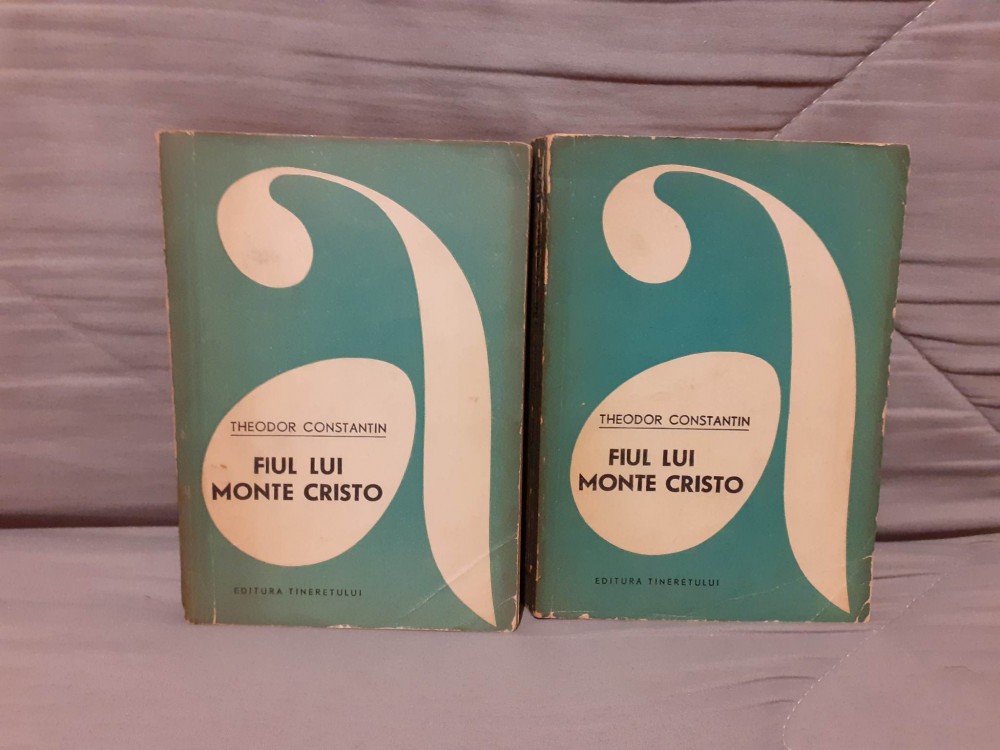 THEODOR CONSTANTIN
FIUL LUI
MONTE CRISTO
EDITURA TINERETULUI
THEODOR CONSTANTIN
FIUL LUI
MONTE CRISTO
EDITURA TINERETULUI